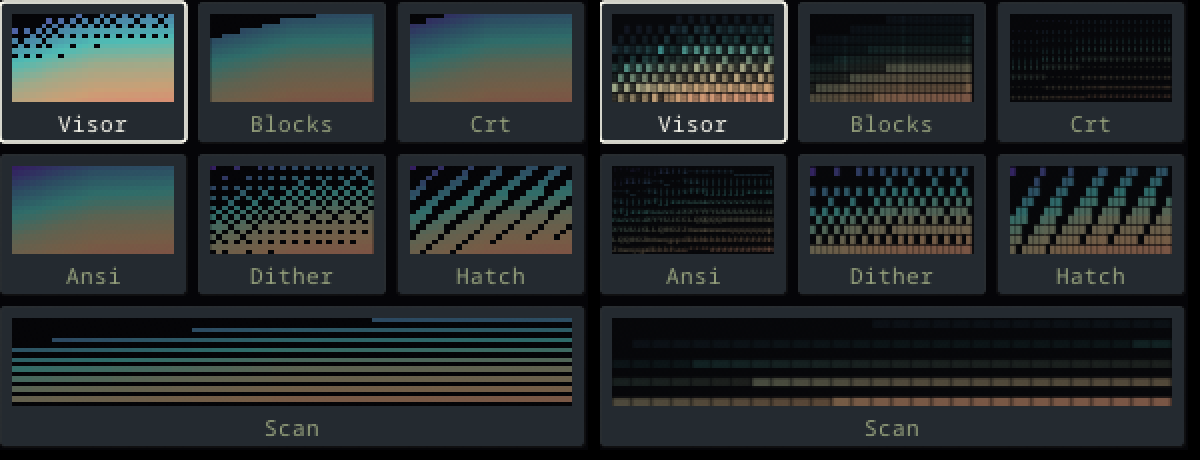 Visor Blocks Crt Visor Blocks Crt
Ansi Dither Hatch Ansi Dither Hatch
Scan Scan